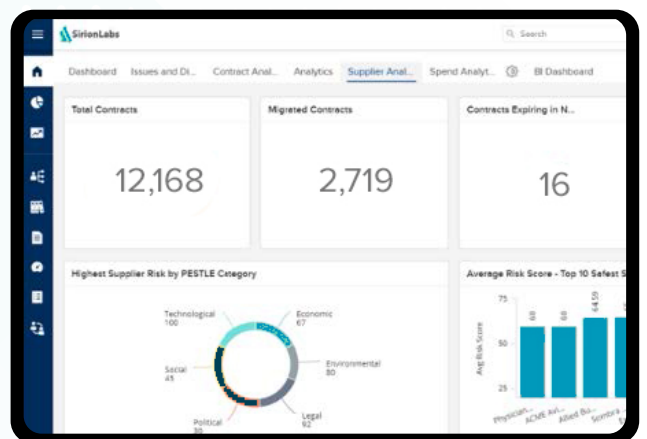 SirionLabs
Search
Dashboard Issues and Di... Contract Anal... Analytics Supplier Anal... Spend Analyt... BI Dashboard
Total Contracts
Migrated Contracts
Contracts Expiring in N...
12,168
2,719
16
Highest Supplier Risk by PESTLE Category
Technological
100
Economic
67
Social
45
Environmental
80
Political
Legal
92
Average Risk Score - Top 10 Safest S
Avg Risk Score
75
50
25
60
60
64.59
Physician...
ACME Avi...
Allied Bu...
Sombra